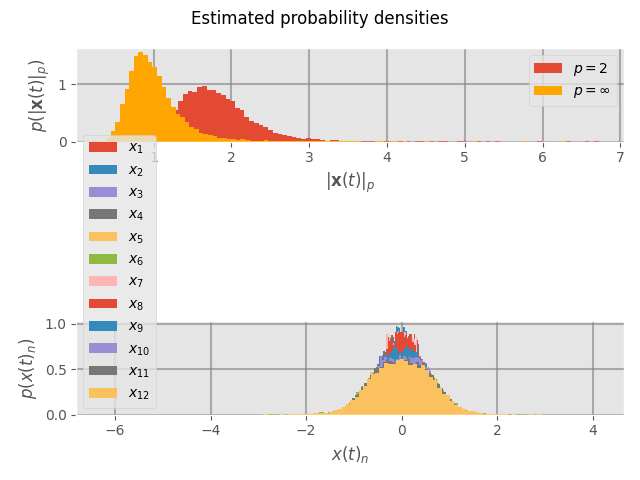 Estimated probability densities
p(|x(t)|_p)
1
0
p = 2
p = ∞
1 2 3 4 5 6 7
|x(t)|_p
x_1
x_2
x_3
x_4
x_5
x_6
x_7
x_8
x_9
x_10
x_11
x_12
p(x(t)_n)
1.0
0.5
0.0
−6 −4 −2 0 2 4
x(t)_n